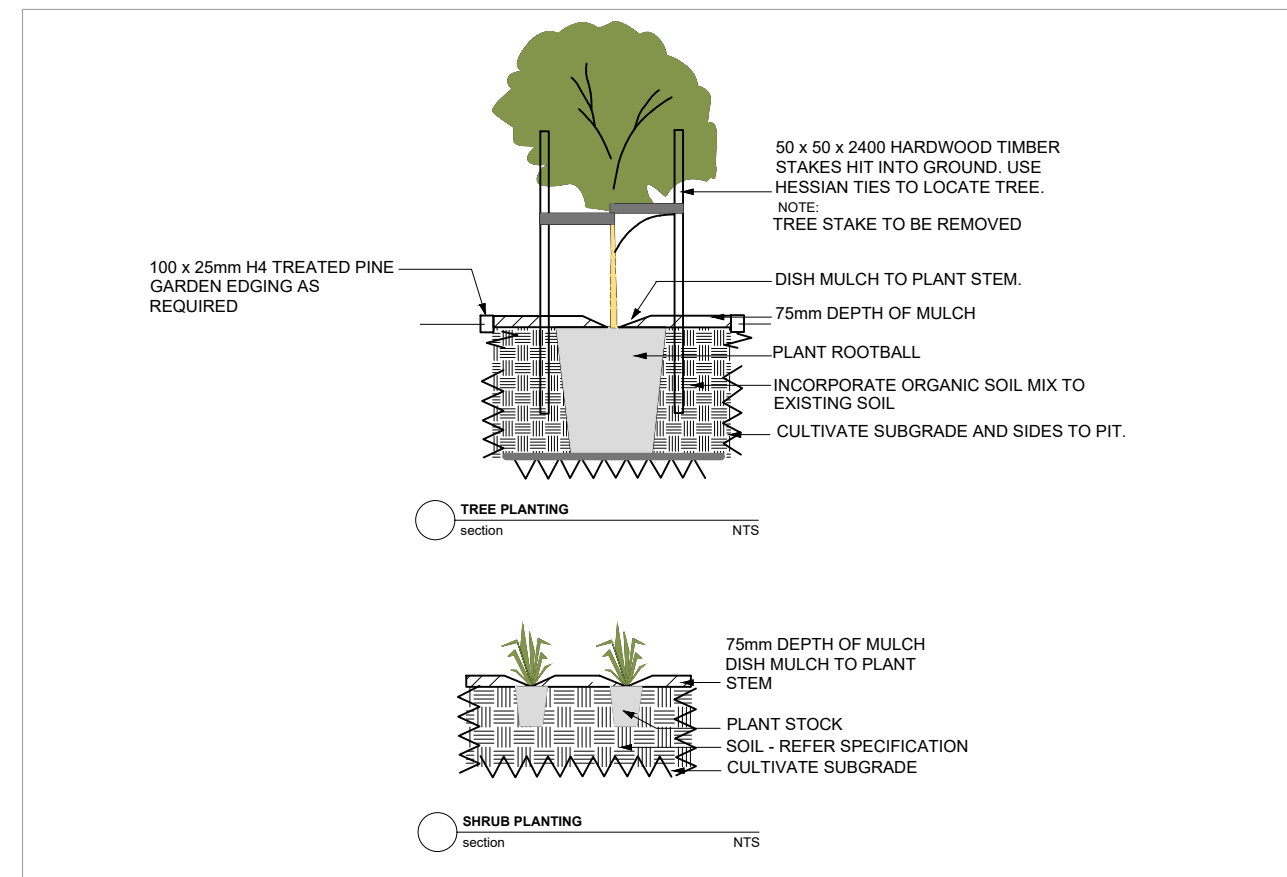 50 x 50 x 2400 HARDWOOD TIMBER
STAKES HIT INTO GROUND. USE
HESSIAN TIES TO LOCATE TREE.
NOTE:
TREE STAKE TO BE REMOVED
100 x 25mm H4 TREATED PINE
GARDEN EDGING AS
REQUIRED
DISH MULCH TO PLANT STEM.
75mm DEPTH OF MULCH
PLANT ROOTBALL
INCORPORATE ORGANIC SOIL MIX TO
EXISTING SOIL
CULTIVATE SUBGRADE AND SIDES TO PIT.
TREE PLANTING
section NTS
75mm DEPTH OF MULCH
DISH MULCH TO PLANT
STEM
PLANT STOCK
SOIL - REFER SPECIFICATION
CULTIVATE SUBGRADE
SHRUB PLANTING
section NTS